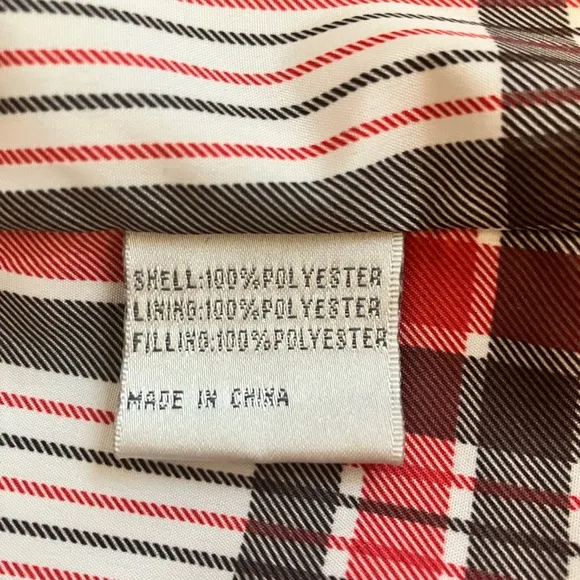 SHELL:100%POLYESTER
LINING:100%POLYESTER
FILLING:100%POLYESTER
MADE IN CHINA